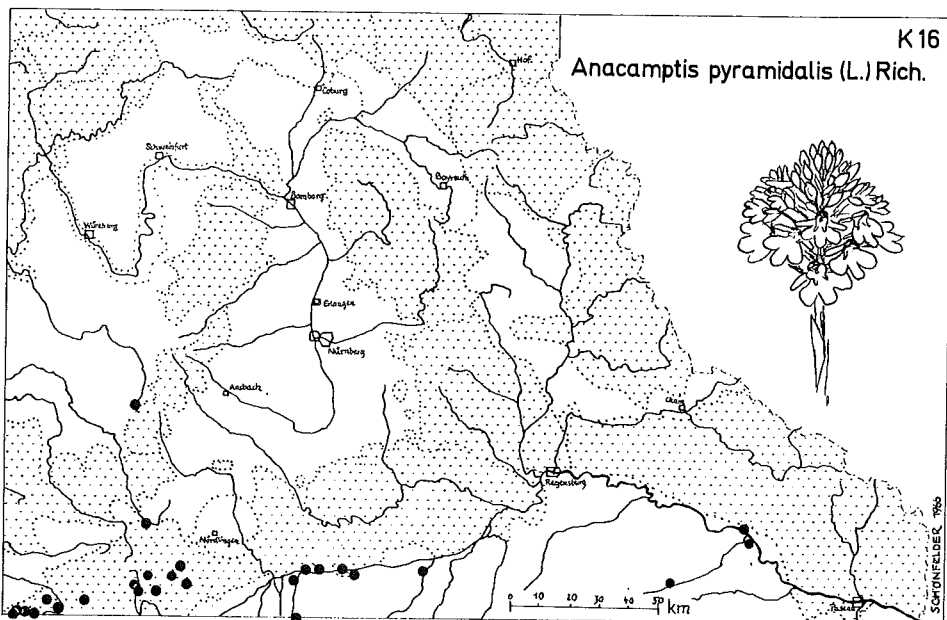 K 16
Anacamptis pyramidalis (L.) Rich.
Hof
Coburg
Schweinfurt
Bayreuth
Bamberg
Würzburg
Erlangen
Nürnberg
Ansbach
Cham
Regensburg
Nördlingen
Passau
0 10 20 30 40 50 km
SCHÖNFELDER 1966